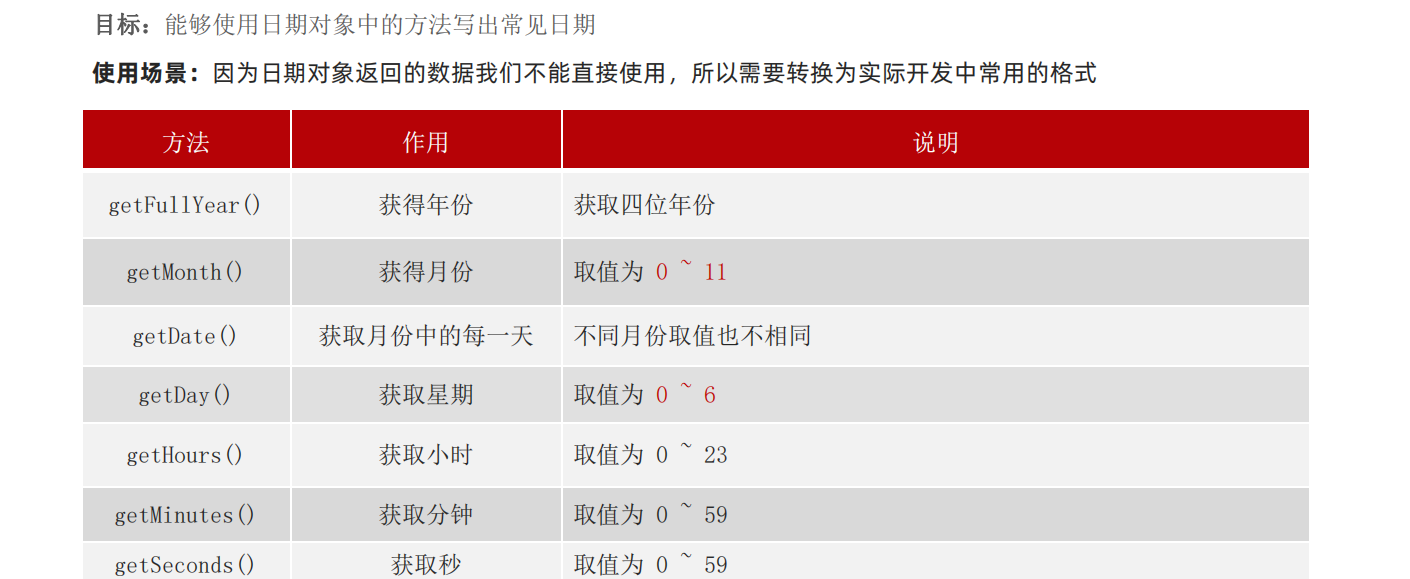 目标：能够使用日期对象中的方法写出常见日期
使用场景：因为日期对象返回的数据我们不能直接使用，所以需要转换为实际开发中常用的格式
方法 作用 说明
getFullYear() 获得年份 获取四位年份
getMonth() 获得月份 取值为 0 ~ 11
getDate() 获取月份中的每一天 不同月份取值也不相同
getDay() 获取星期 取值为 0 ~ 6
getHours() 获取小时 取值为 0 ~ 23
getMinutes() 获取分钟 取值为 0 ~ 59
getSeconds() 获取秒 取值为 0 ~ 59